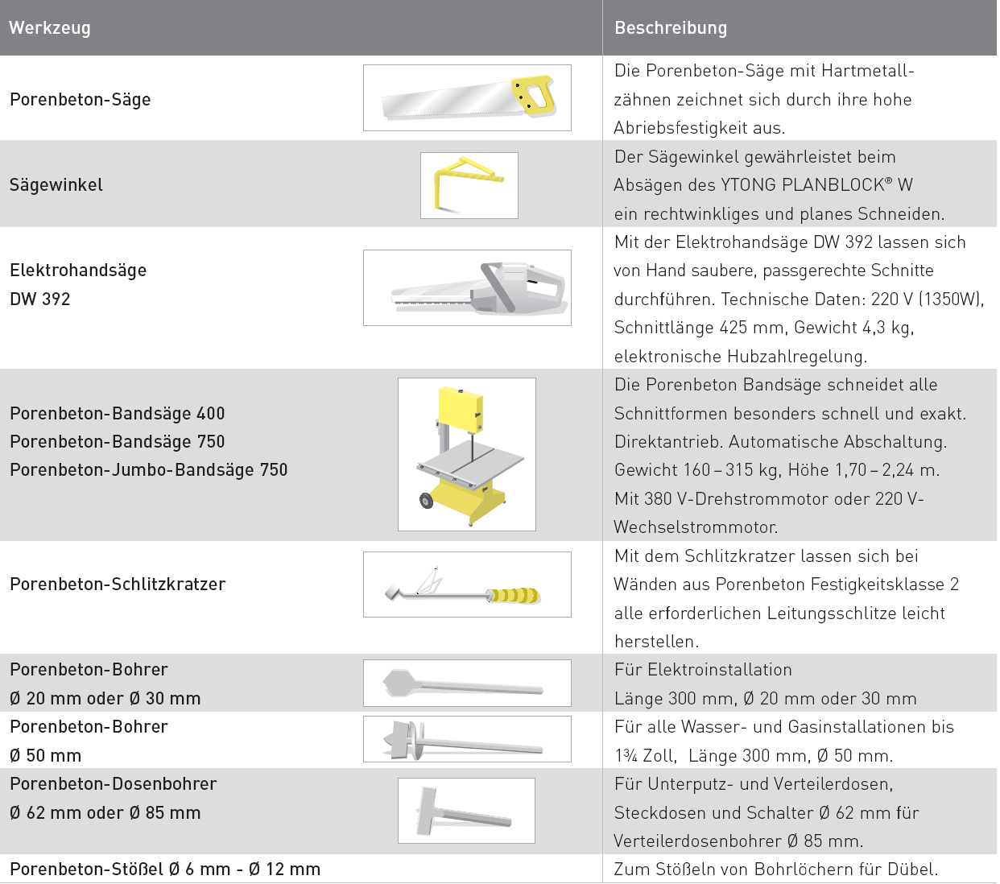 Werkzeug
Beschreibung
Porenbeton-Säge
Die Porenbeton-Säge mit Hartmetall-
zähnen zeichnet sich durch ihre hohe
Abriebsfestigkeit aus.
Sägewinkel
Der Sägewinkel gewährleistet beim
Absägen des YTONG PLANBLOCK® W
ein rechtwinkliges und planes Schneiden.
Elektrohandsäge
DW 392
Mit der Elektrohandsäge DW 392 lassen sich
von Hand saubere, passgerechte Schnitte
durchführen. Technische Daten: 220 V (1350W),
Schnittlänge 425 mm, Gewicht 4,3 kg,
elektronische Hubzahlregelung.
Porenbeton-Bandsäge 400
Porenbeton-Bandsäge 750
Porenbeton-Jumbo-Bandsäge 750
Die Porenbeton Bandsäge schneidet alle
Schnittformen besonders schnell und exakt.
Direktantrieb. Automatische Abschaltung.
Gewicht 160 – 315 kg, Höhe 1,70 – 2,24 m.
Mit 380 V-Drehstrommotor oder 220 V-
Wechselstrommotor.
Porenbeton-Schlitzkratzer
Mit dem Schlitzkratzer lassen sich bei
Wänden aus Porenbeton Festigkeitsklasse 2
alle erforderlichen Leitungsschlitze leicht
herstellen.
Porenbeton-Bohrer
Ø 20 mm oder Ø 30 mm
Für Elektroinstallation
Länge 300 mm, Ø 20 mm oder 30 mm
Porenbeton-Bohrer
Ø 50 mm
Für alle Wasser- und Gasinstallationen bis
1¾ Zoll,  Länge 300 mm, Ø 50 mm.
Porenbeton-Dosenbohrer
Ø 62 mm oder Ø 85 mm
Für Unterputz- und Verteilerdosen,
Steckdosen und Schalter Ø 62 mm für
Verteilerdosenbohrer Ø 85 mm.
Porenbeton-Stößel Ø 6 mm - Ø 12 mm
Zum Stößeln von Bohrlöchern für Dübel.